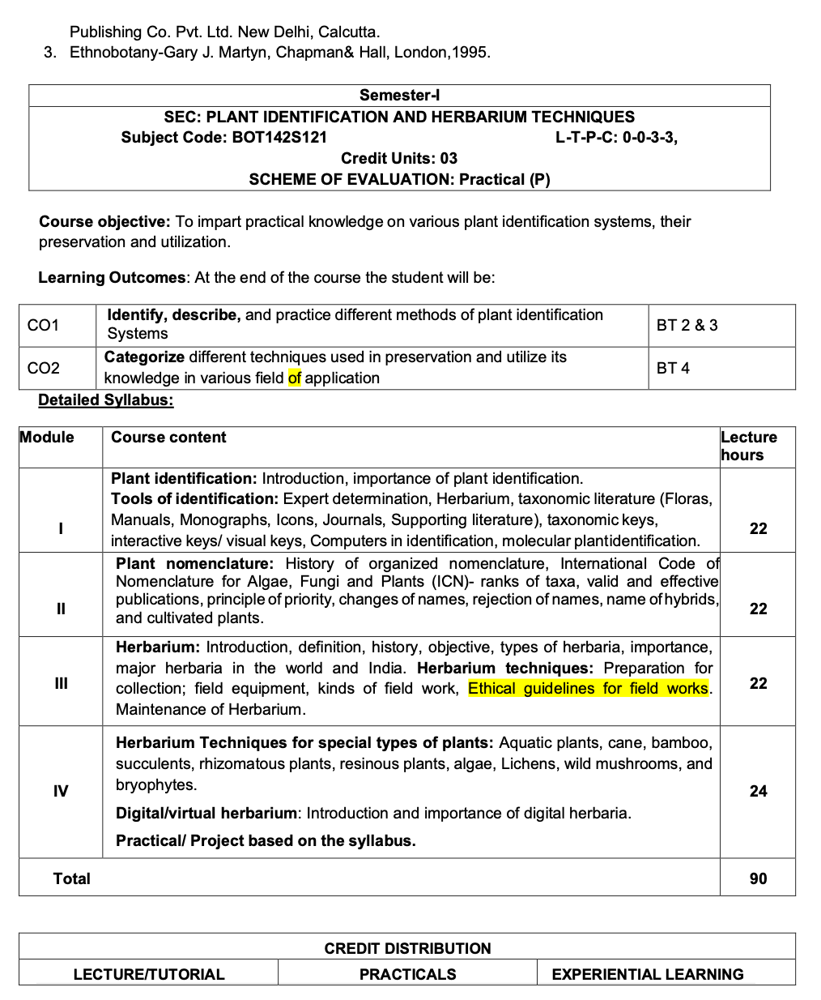 Publishing Co. Pvt. Ltd. New Delhi, Calcutta.
3. Ethnobotany-Gary J. Martyn, Chapman& Hall, London,1995.
Semester-I
SEC: PLANT IDENTIFICATION AND HERBARIUM TECHNIQUES
Subject Code: BOT142S121 L-T-P-C: 0-0-3-3,
Credit Units: 03
SCHEME OF EVALUATION: Practical (P)
Course objective: To impart practical knowledge on various plant identification systems, their
preservation and utilization.
Learning Outcomes: At the end of the course the student will be:
CO1
Identify, describe, and practice different methods of plant identification
Systems
BT 2 & 3
CO2
Categorize different techniques used in preservation and utilize its
knowledge in various field of application
BT 4
Detailed Syllabus:
Module
Course content
Lecture
hours
I
Plant identification: Introduction, importance of plant identification.
Tools of identification: Expert determination, Herbarium, taxonomic literature (Floras,
Manuals, Monographs, Icons, Journals, Supporting literature), taxonomic keys,
interactive keys/ visual keys, Computers in identification, molecular plantidentification.
22
II
Plant nomenclature: History of organized nomenclature, International Code of
Nomenclature for Algae, Fungi and Plants (ICN)- ranks of taxa, valid and effective
publications, principle of priority, changes of names, rejection of names, name of hybrids,
and cultivated plants.
22
III
Herbarium: Introduction, definition, history, objective, types of herbaria, importance,
major herbaria in the world and India. Herbarium techniques: Preparation for
collection; field equipment, kinds of field work, Ethical guidelines for field works.
Maintenance of Herbarium.
22
IV
Herbarium Techniques for special types of plants: Aquatic plants, cane, bamboo,
succulents, rhizomatous plants, resinous plants, algae, Lichens, wild mushrooms, and
bryophytes.
Digital/virtual herbarium: Introduction and importance of digital herbaria.
Practical/ Project based on the syllabus.
24
Total
90
CREDIT DISTRIBUTION
LECTURE/TUTORIAL
PRACTICALS
EXPERIENTIAL LEARNING